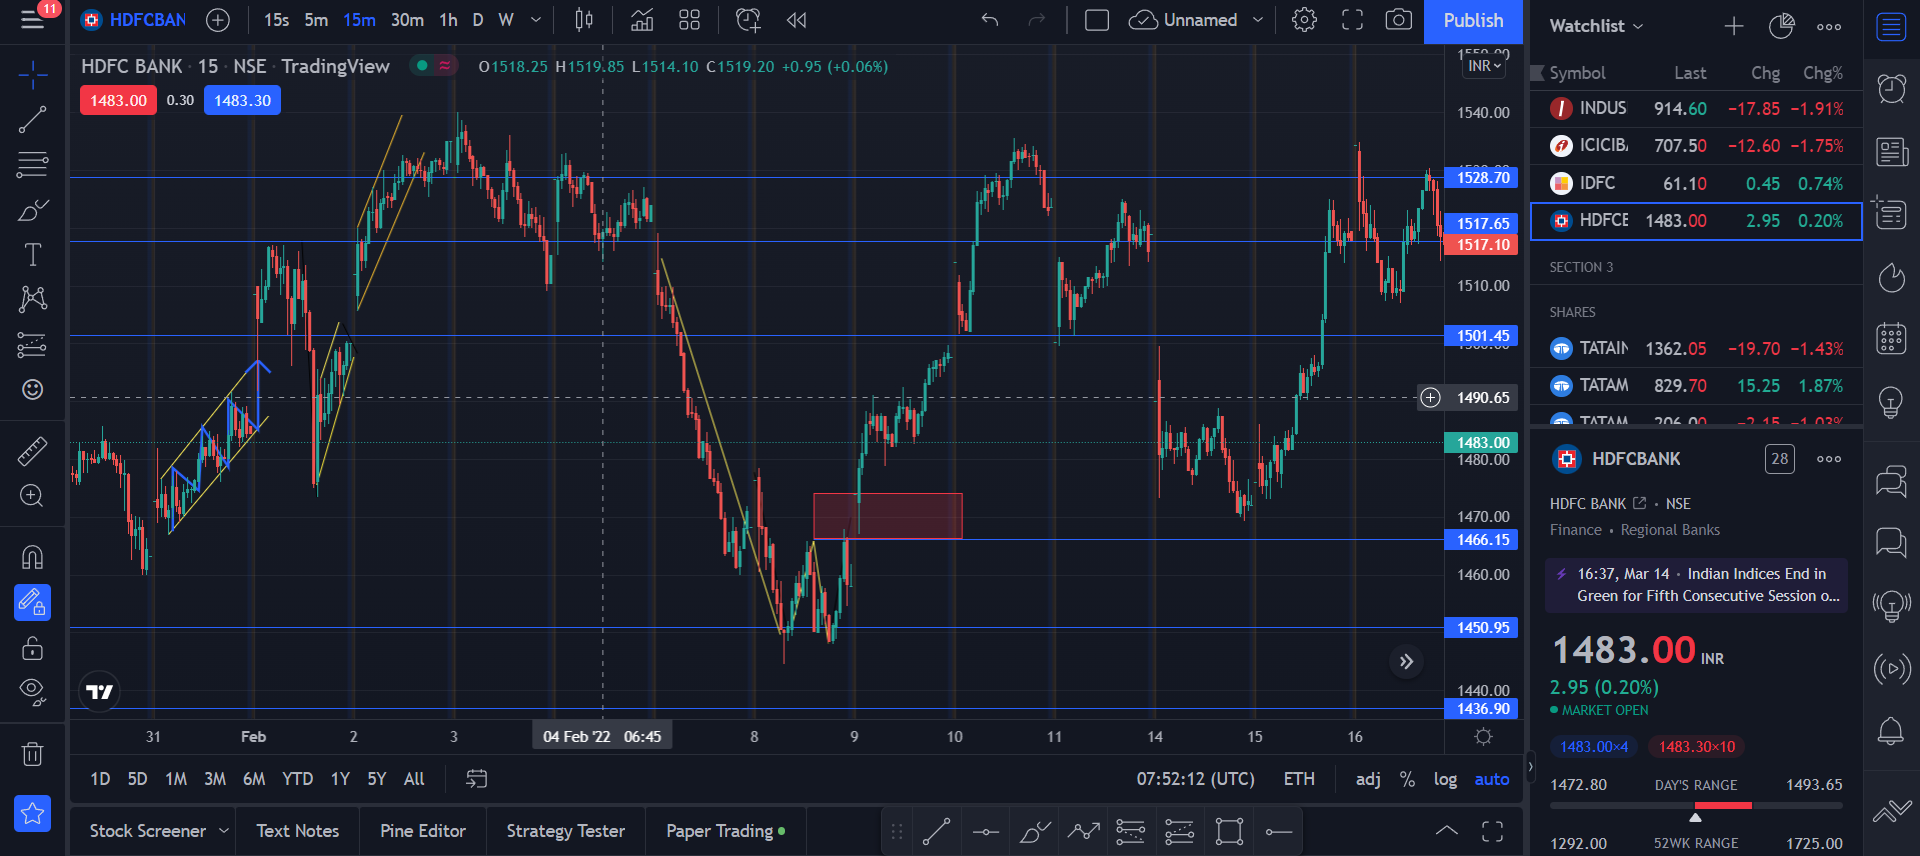 11
HDFCBAN
15s 5m 15m 30m 1h D W
Unnamed
Publish
HDFC BANK · 15 · NSE · TradingView
O1518.25 H1519.85 L1514.10 C1519.20 +0.95 (+0.06%)
1483.00 0.30 1483.30
INR
1540.00
1528.70
1517.65
1517.10
1510.00
1501.45
1490.65
1483.00
1480.00
1470.00
1466.15
1460.00
1450.95
1440.00
1436.90
31 Feb 2 3 04 Feb '22 06:45 8 9 10 11 14 15 16
1D 5D 1M 3M 6M YTD 1Y 5Y All
07:52:12 (UTC) ETH adj % log auto
Stock Screener Text Notes Pine Editor Strategy Tester Paper Trading
Watchlist
Symbol Last Chg Chg%
INDUS 914.60 −17.85 −1.91%
ICICIB 707.50 −12.60 −1.75%
IDFC 61.10 0.45 0.74%
HDFCE 1483.00 2.95 0.20%
SECTION 3
SHARES
TATAIN 1362.05 −19.70 −1.43%
TATAM 829.70 15.25 1.87%
TATAM 206.00 −2.15 −1.03%
HDFCBANK 28
HDFC BANK · NSE
Finance • Regional Banks
16:37, Mar 14 · Indian Indices End in
Green for Fifth Consecutive Session o...
1483.00 INR
2.95 (0.20%)
MARKET OPEN
1483.00×4 1483.30×10
1472.80 DAY'S RANGE 1493.65
1292.00 52WK RANGE 1725.00